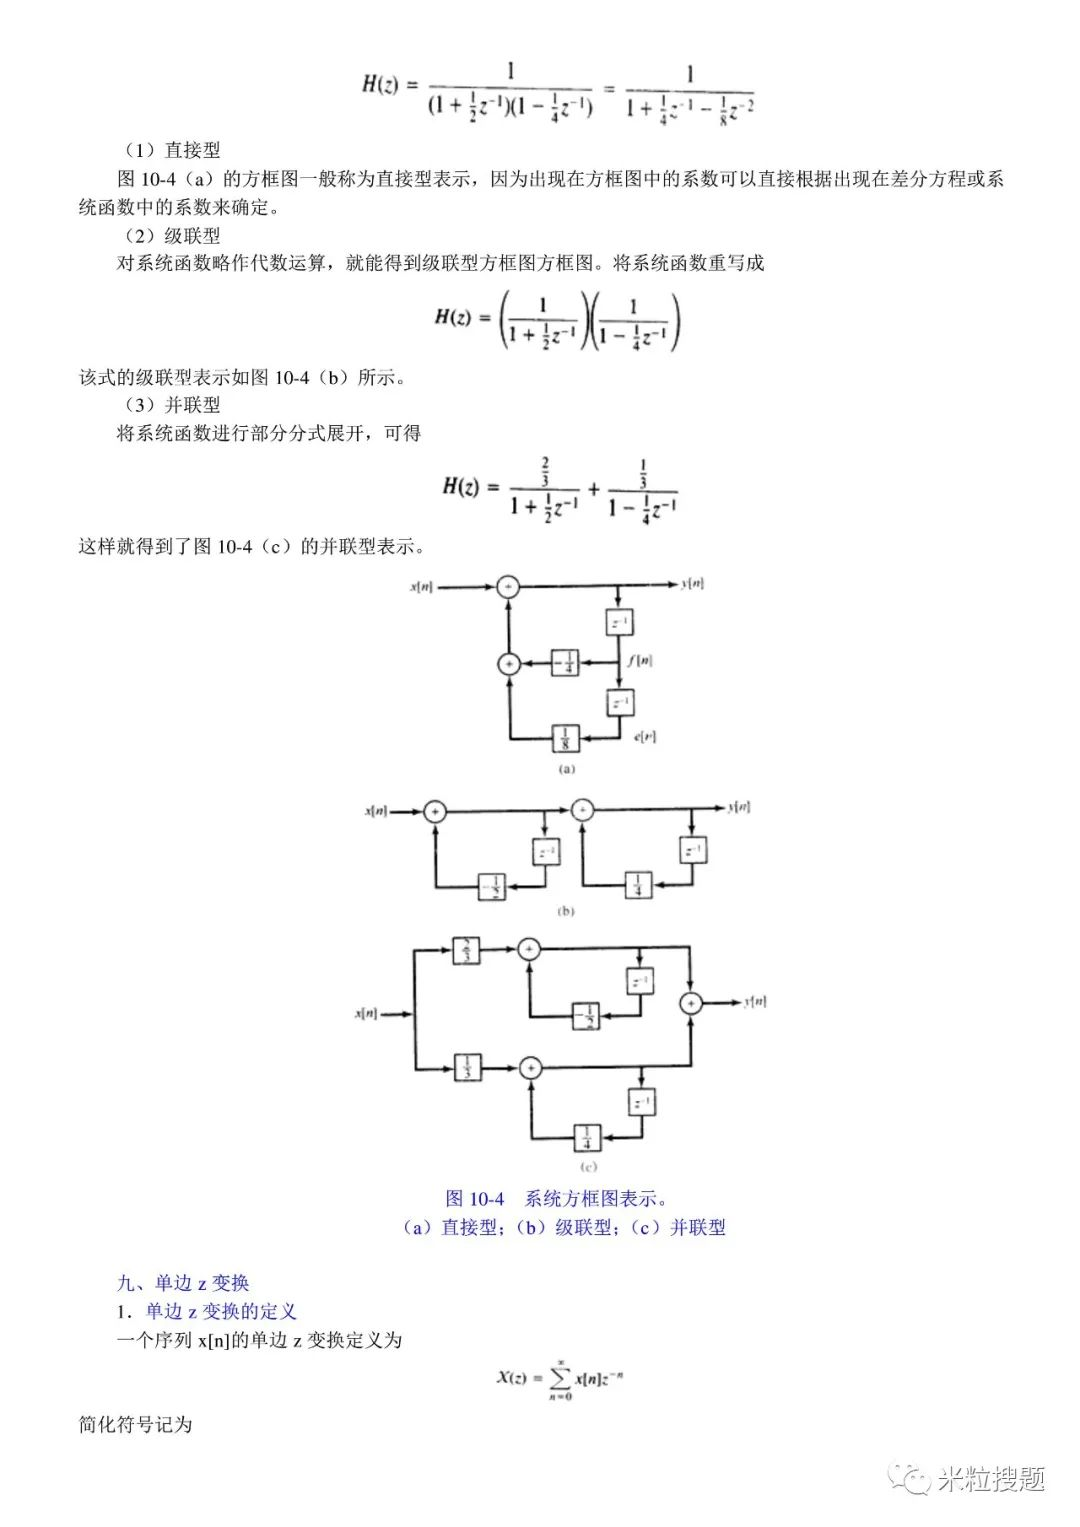 H(z) = 1/((1 + 1/2 z⁻¹)(1 − 1/4 z⁻¹)) = 1/(1 + 1/4 z⁻¹ − 1/8 z⁻²)
（1）直接型
图 10-4（a）的方框图一般称为直接型表示，因为出现在方框图中的系数可以直接根据出现在差分方程或系
统函数中的系数来确定。
（2）级联型
对系统函数略作代数运算，就能得到级联型方框图方框图。将系统函数重写成
H(z) = (1/(1 + 1/2 z⁻¹))(1/(1 − 1/4 z⁻¹))
该式的级联型表示如图 10-4（b）所示。
（3）并联型
将系统函数进行部分分式展开，可得
H(z) = (2/3)/(1 + 1/2 z⁻¹) + (1/3)/(1 − 1/4 z⁻¹)
这样就得到了图 10-4（c）的并联型表示。
x[n] + y[n]
z⁻¹
+ −1/4 f[n]
z⁻¹
1/8 e[n]
(a)
x[n] + + y[n]
z⁻¹ z⁻¹
−1/2 1/4
(b)
2/3 +
z⁻¹
x[n] −1/2 + y[n]
1/3 +
z⁻¹
1/4
(c)
图 10-4 系统方框图表示。
（a）直接型；（b）级联型；（c）并联型
九、单边 z 变换
1．单边 z 变换的定义
一个序列 x[n]的单边 z 变换定义为
X(z) = ∑_{n=0}^{∞} x[n]z⁻ⁿ
简化符号记为
米粒搜题